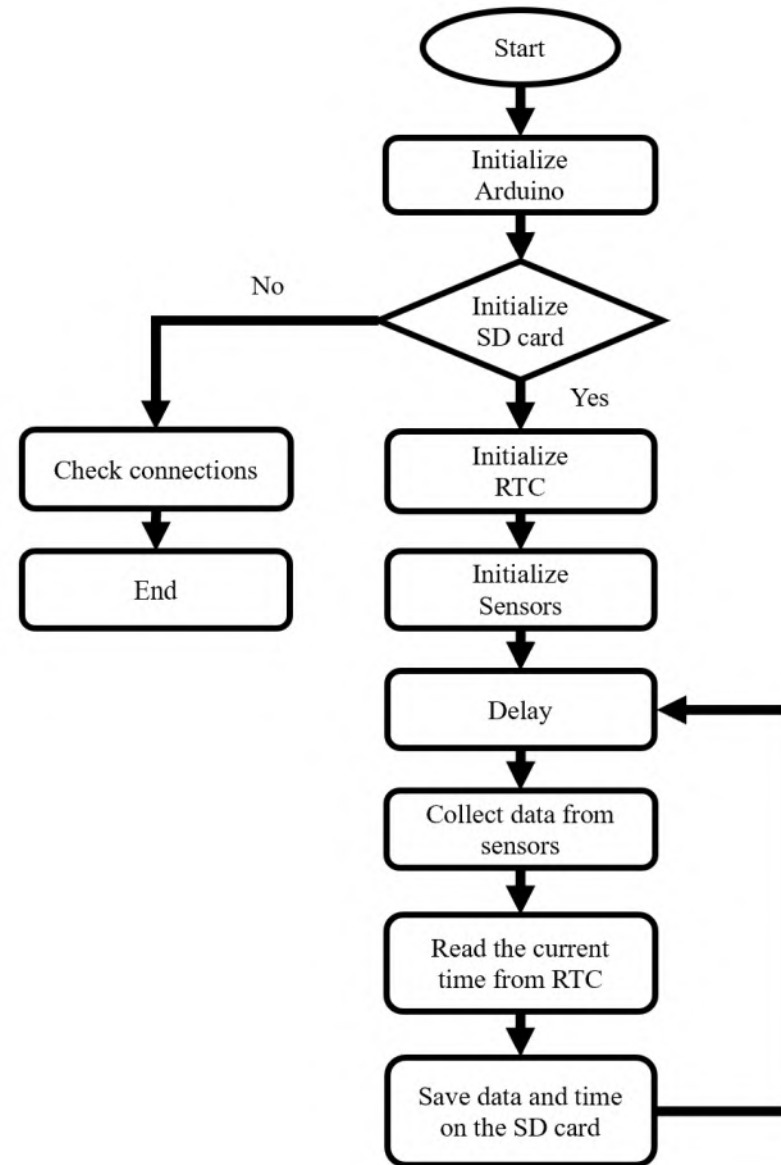 Start
Initialize
Arduino
No
Initialize
SD card
Yes
Check connections
Initialize
RTC
End
Initialize
Sensors
Delay
Collect data from
sensors
Read the current
time from RTC
Save data and time
on the SD card